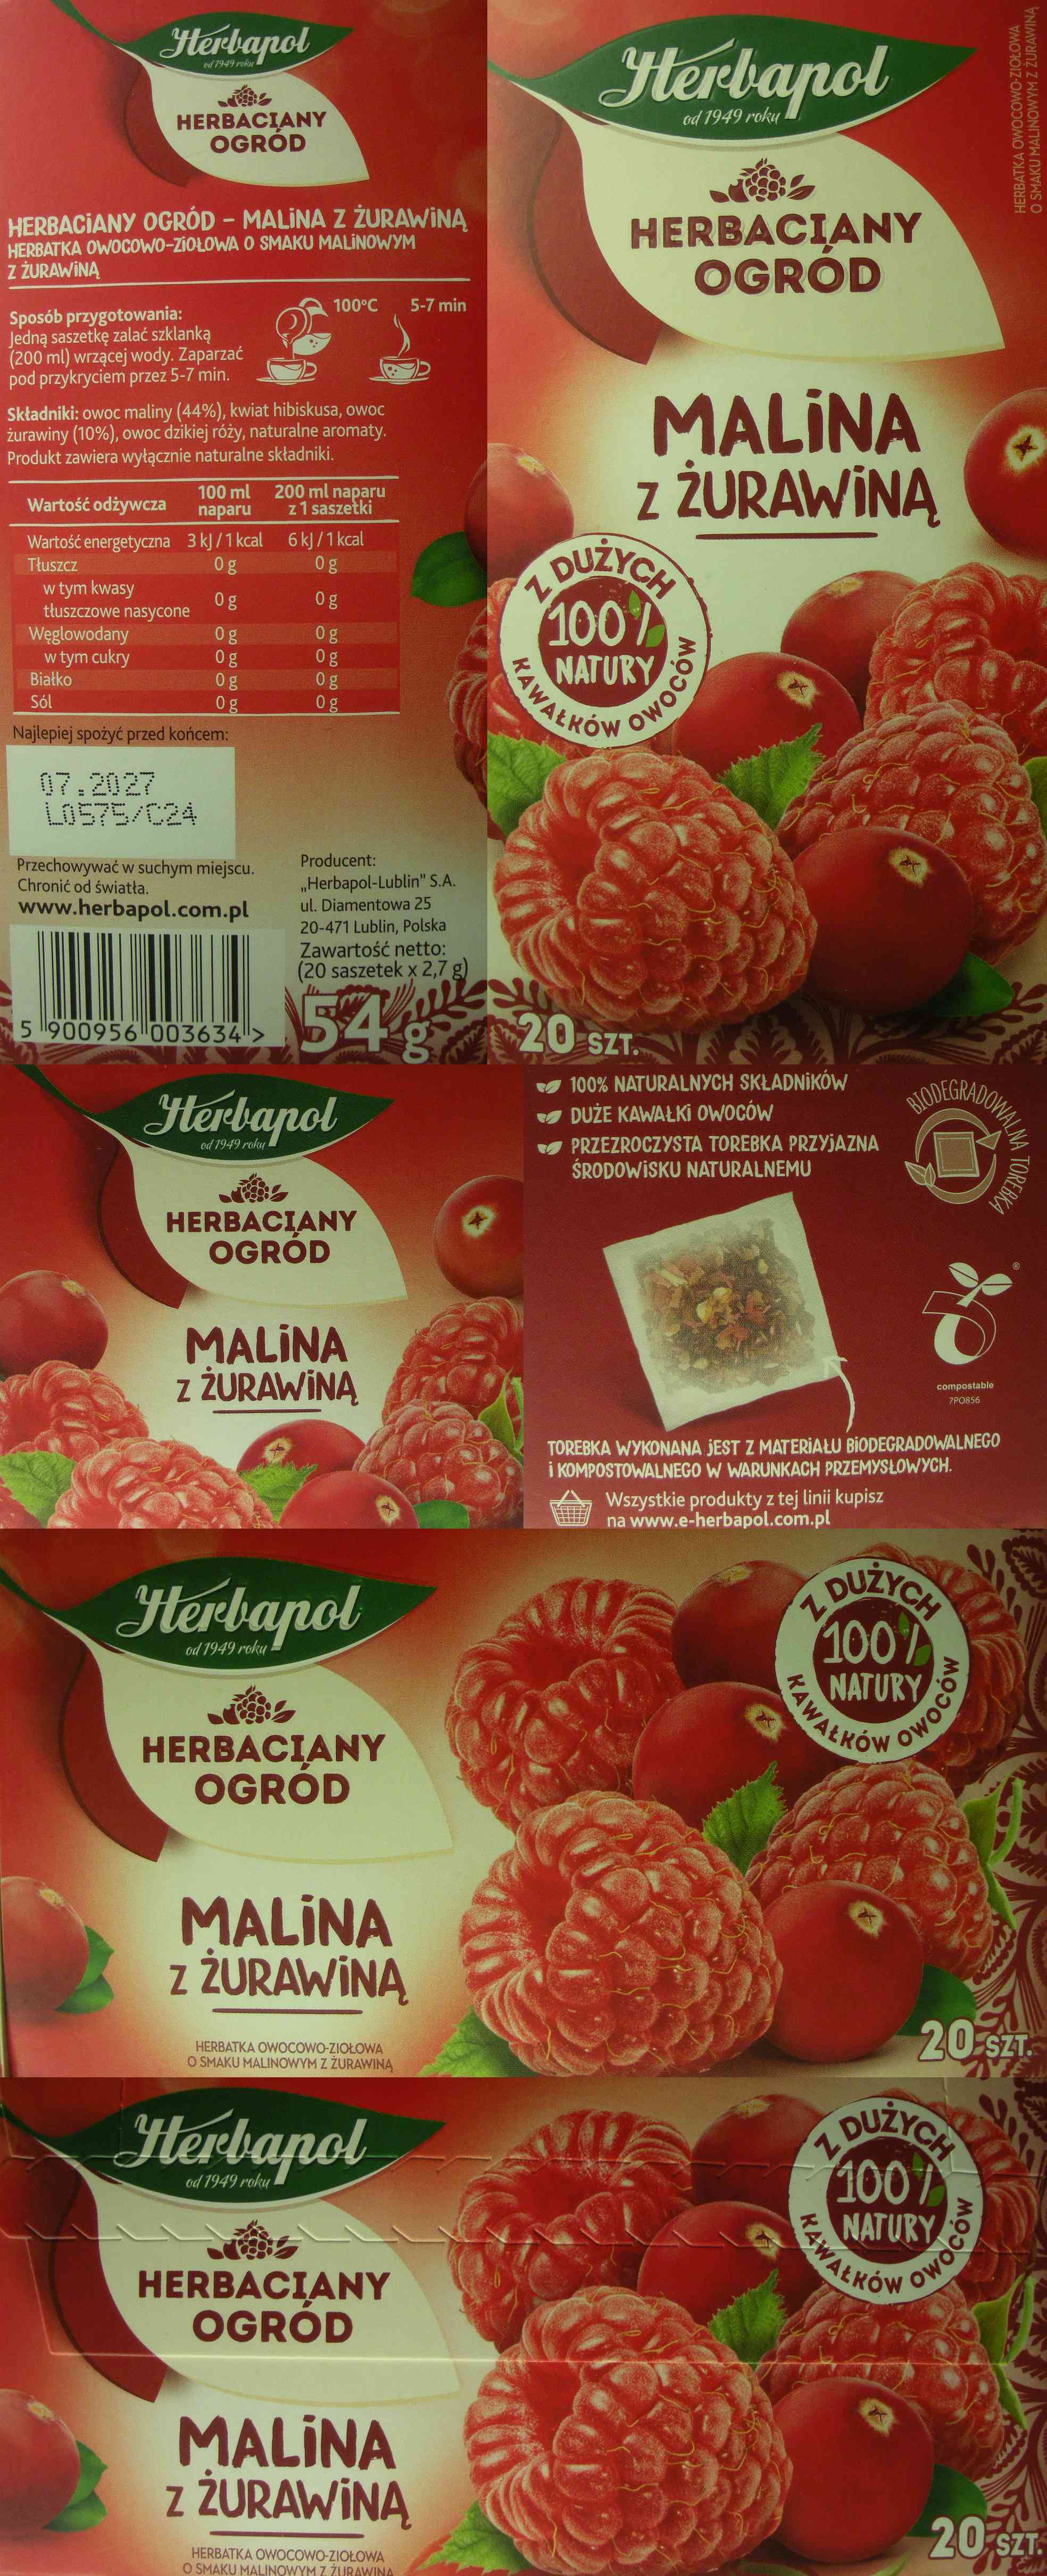 Herbapol
od 1949 roku
HERBACIANY
OGRÓD
HERBACIANY OGRÓD – MALINA Z ŻURAWINĄ
HERBATKA OWOCOWO-ZIOŁOWA O SMAKU MALINOWYM
Z ŻURAWINĄ
Sposób przygotowania:
Jedną saszetkę zalać szklanką
(200 ml) wrzącej wody. Zaparzać
pod przykryciem przez 5-7 min.
100°C 5-7 min
Składniki: owoc maliny (44%), kwiat hibiskusa, owoc
żurawiny (10%), owoc dzikiej róży, naturalne aromaty.
Produkt zawiera wyłącznie naturalne składniki.
Wartość odżywcza 100 ml naparu 200 ml naparu z 1 saszetki
Wartość energetyczna 3 kJ / 1 kcal 6 kJ / 1 kcal
Tłuszcz 0 g 0 g
w tym kwasy
tłuszczowe nasycone 0 g 0 g
Węglowodany 0 g 0 g
w tym cukry 0 g 0 g
Białko 0 g 0 g
Sól 0 g 0 g
Najlepiej spożyć przed końcem:
07.2027
L0575/C24
Przechowywać w suchym miejscu.
Chronić od światła.
www.herbapol.com.pl
5 900956 003634 >
Producent:
„Herbapol-Lublin" S.A.
ul. Diamentowa 25
20-471 Lublin, Polska
Zawartość netto:
(20 saszetek x 2,7 g)
54 g
Herbapol
od 1949 roku
HERBACIANY
OGRÓD
HERBATKA OWOCOWO-ZIOŁOWA
O SMAKU MALINOWYM Z ŻURAWINĄ
MALINA
Z ŻURAWINĄ
Z DUŻYCH
100%
NATURY
KAWAŁKÓW OWOCÓW
20 SZT.
Herbapol
od 1949 roku
HERBACIANY
OGRÓD
MALINA
Z ŻURAWINĄ
100% NATURALNYCH SKŁADNIKÓW
DUŻE KAWAŁKI OWOCÓW
PRZEZROCZYSTA TOREBKA PRZYJAZNA
ŚRODOWISKU NATURALNEMU
BIODEGRADOWALNA TOREBKA
®
compostable
7P0856
TOREBKA WYKONANA JEST Z MATERIAŁU BIODEGRADOWALNEGO
I KOMPOSTOWALNEGO W WARUNKACH PRZEMYSŁOWYCH.
Wszystkie produkty z tej linii kupisz
na www.e-herbapol.com.pl
Herbapol
od 1949 roku
HERBACIANY
OGRÓD
MALINA
Z ŻURAWINĄ
HERBATKA OWOCOWO-ZIOŁOWA
O SMAKU MALINOWYM Z ŻURAWINĄ
Z DUŻYCH
100%
NATURY
KAWAŁKÓW OWOCÓW
20 SZT.
Herbapol
od 1949 roku
HERBACIANY
OGRÓD
MALINA
Z ŻURAWINĄ
HERBATKA OWOCOWO-ZIOŁOWA
O SMAKU MALINOWYM Z ŻURAWINĄ
Z DUŻYCH
100%
NATURY
KAWAŁKÓW OWOCÓW
20 SZT.